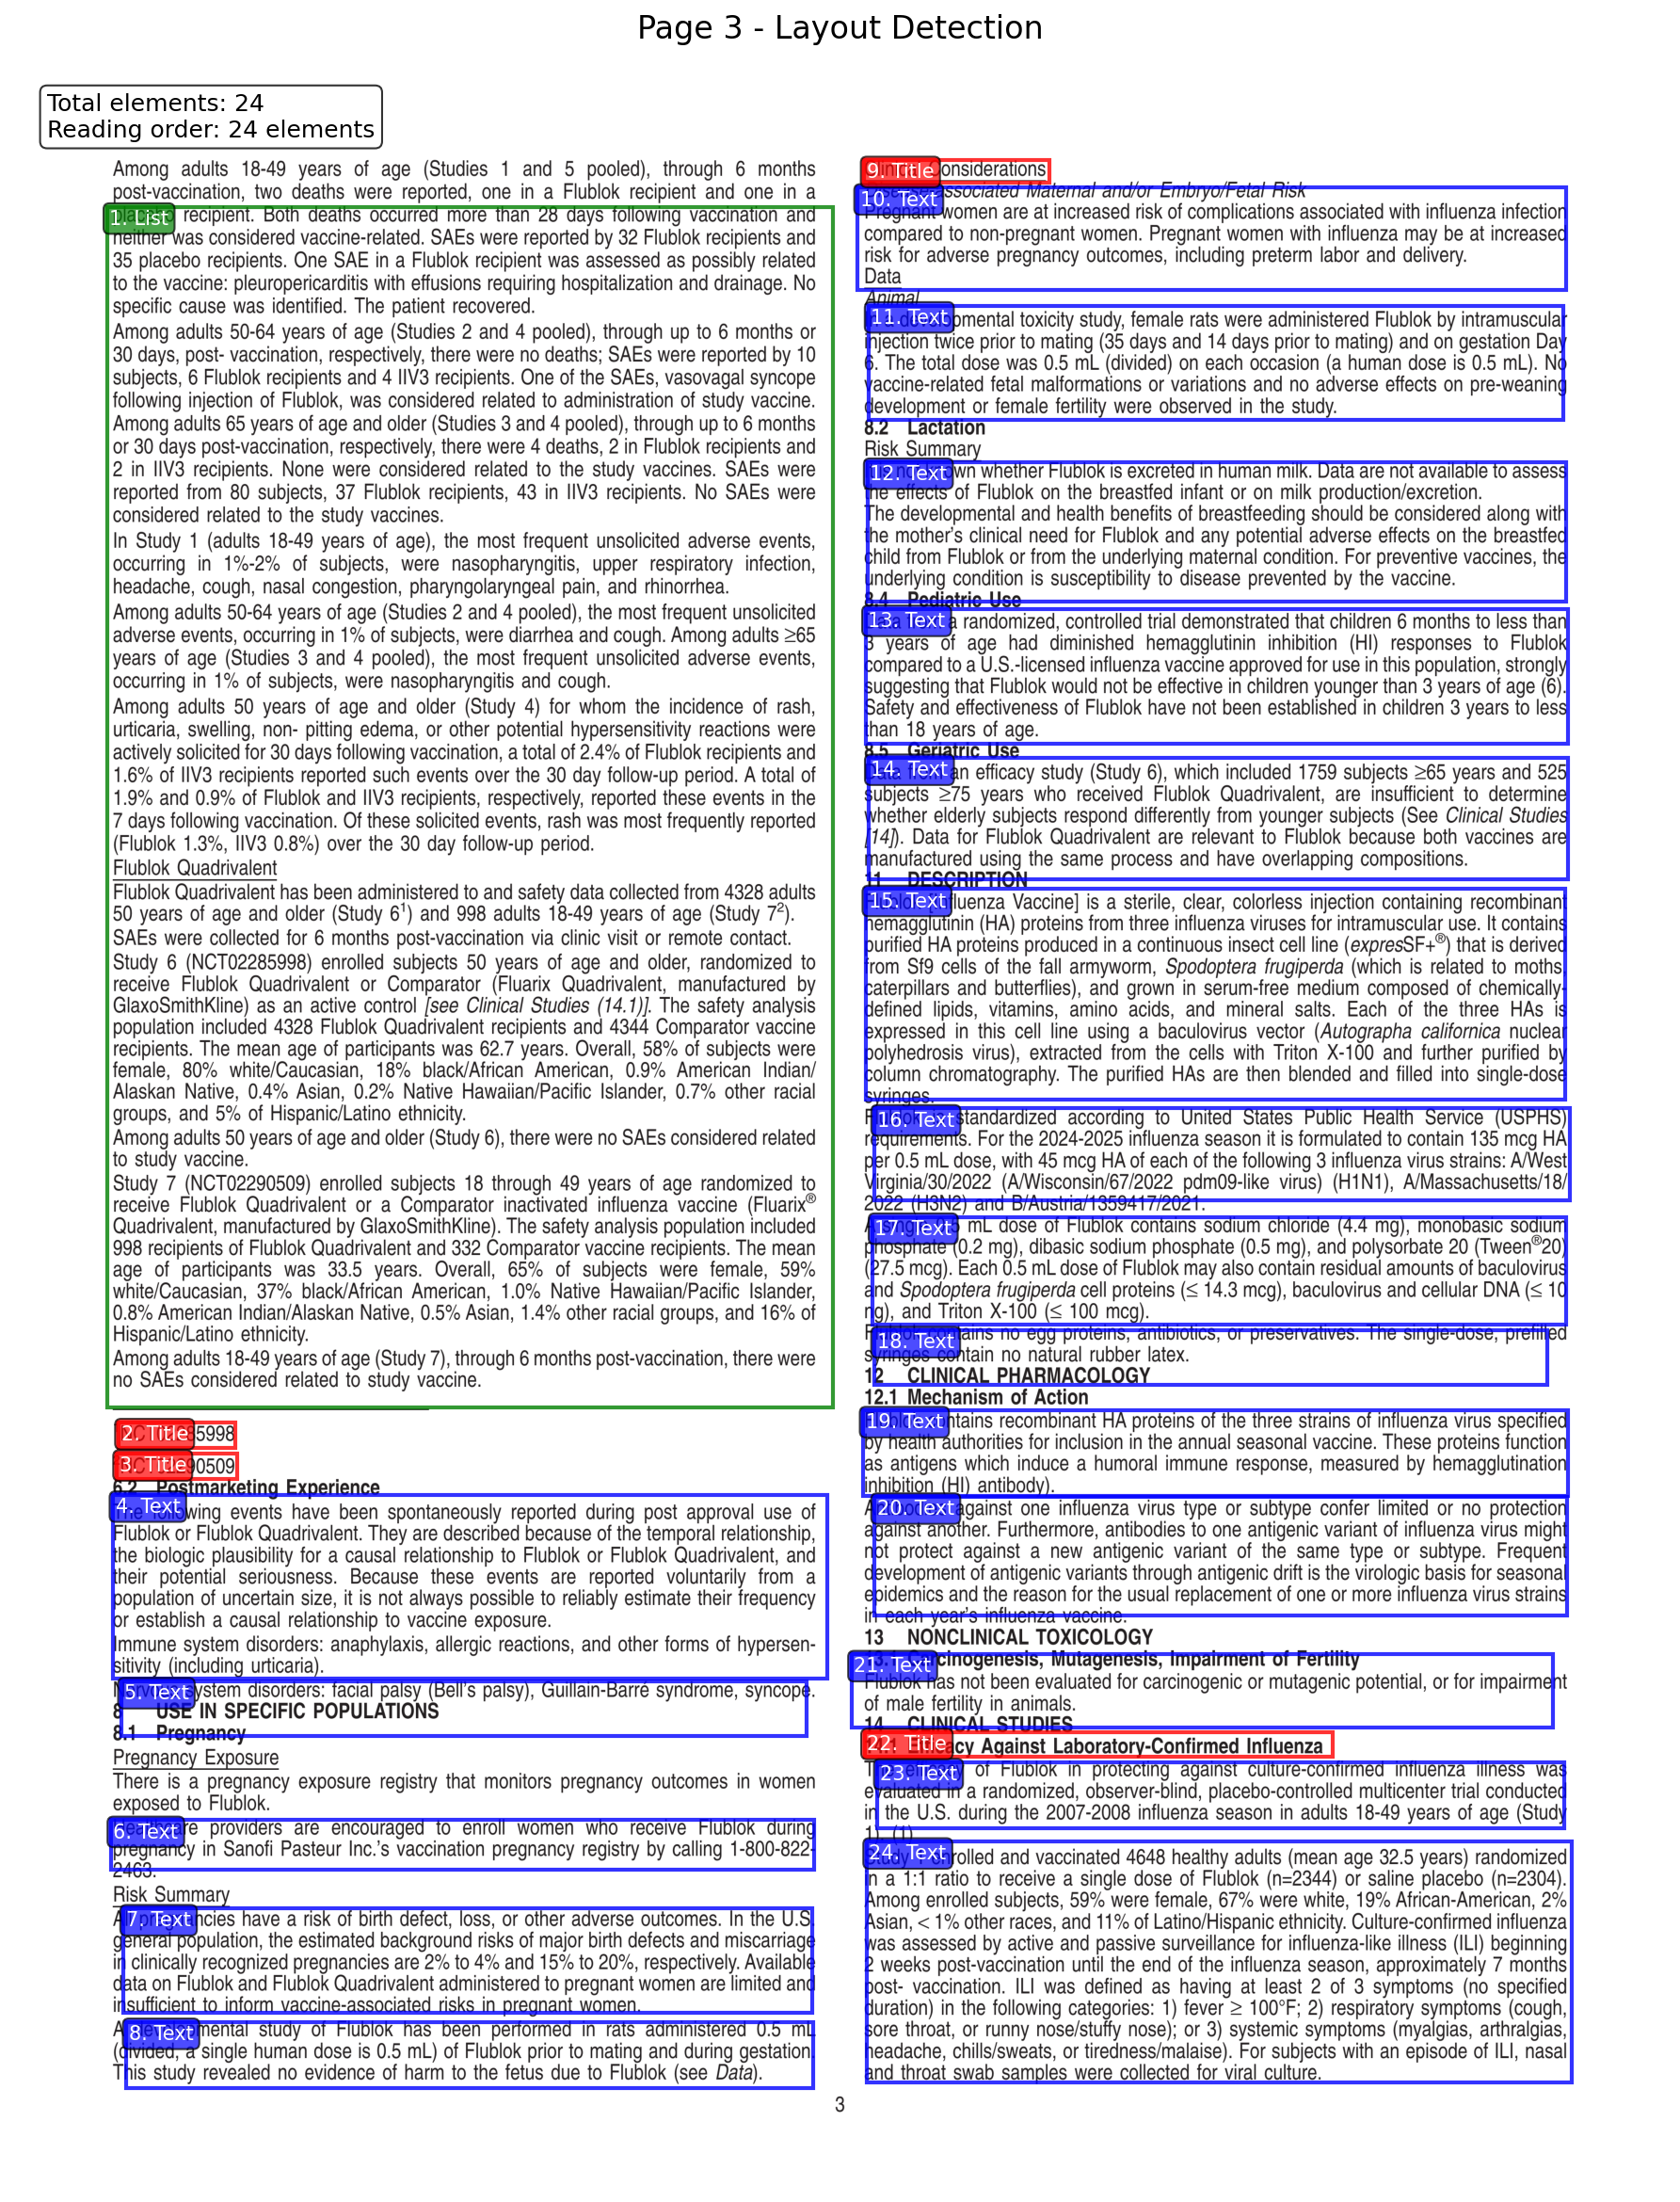 Page 3 - Layout Detection
Total elements: 24
Reading order: 24 elements
Among adults 18-49 years of age (Studies 1 and 5 pooled), through 6 months
post-vaccination, two deaths were reported, one in a Flublok recipient and one in a
1. List
recipient. Both deaths occurred more than 28 days following vaccination and
neither was considered vaccine-related. SAEs were reported by 32 Flublok recipients and
35 placebo recipients. One SAE in a Flublok recipient was assessed as possibly related
to the vaccine: pleuropericarditis with effusions requiring hospitalization and drainage. No
specific cause was identified. The patient recovered.
Among adults 50-64 years of age (Studies 2 and 4 pooled), through up to 6 months or
30 days, post- vaccination, respectively, there were no deaths; SAEs were reported by 10
subjects, 6 Flublok recipients and 4 IIV3 recipients. One of the SAEs, vasovagal syncope
following injection of Flublok, was considered related to administration of study vaccine.
Among adults 65 years of age and older (Studies 3 and 4 pooled), through up to 6 months
or 30 days post-vaccination, respectively, there were 4 deaths, 2 in Flublok recipients and
2 in IIV3 recipients. None were considered related to the study vaccines. SAEs were
reported from 80 subjects, 37 Flublok recipients, 43 in IIV3 recipients. No SAEs were
considered related to the study vaccines.
In Study 1 (adults 18-49 years of age), the most frequent unsolicited adverse events,
occurring in 1%-2% of subjects, were nasopharyngitis, upper respiratory infection,
headache, cough, nasal congestion, pharyngolaryngeal pain, and rhinorrhea.
Among adults 50-64 years of age (Studies 2 and 4 pooled), the most frequent unsolicited
adverse events, occurring in 1% of subjects, were diarrhea and cough. Among adults ≥65
years of age (Studies 3 and 4 pooled), the most frequent unsolicited adverse events,
occurring in 1% of subjects, were nasopharyngitis and cough.
Among adults 50 years of age and older (Study 4) for whom the incidence of rash,
urticaria, swelling, non- pitting edema, or other potential hypersensitivity reactions were
actively solicited for 30 days following vaccination, a total of 2.4% of Flublok recipients and
1.6% of IIV3 recipients reported such events over the 30 day follow-up period. A total of
1.9% and 0.9% of Flublok and IIV3 recipients, respectively, reported these events in the
7 days following vaccination. Of these solicited events, rash was most frequently reported
(Flublok 1.3%, IIV3 0.8%) over the 30 day follow-up period.
Flublok Quadrivalent
Flublok Quadrivalent has been administered to and safety data collected from 4328 adults
50 years of age and older (Study 6¹) and 998 adults 18-49 years of age (Study 7²).
SAEs were collected for 6 months post-vaccination via clinic visit or remote contact.
Study 6 (NCT02285998) enrolled subjects 50 years of age and older, randomized to
receive Flublok Quadrivalent or Comparator (Fluarix Quadrivalent, manufactured by
GlaxoSmithKline) as an active control [see Clinical Studies (14.1)]. The safety analysis
population included 4328 Flublok Quadrivalent recipients and 4344 Comparator vaccine
recipients. The mean age of participants was 62.7 years. Overall, 58% of subjects were
female, 80% white/Caucasian, 18% black/African American, 0.9% American Indian/
Alaskan Native, 0.4% Asian, 0.2% Native Hawaiian/Pacific Islander, 0.7% other racial
groups, and 5% of Hispanic/Latino ethnicity.
Among adults 50 years of age and older (Study 6), there were no SAEs considered related
to study vaccine.
Study 7 (NCT02290509) enrolled subjects 18 through 49 years of age randomized to
receive Flublok Quadrivalent or a Comparator inactivated influenza vaccine (Fluarix®
Quadrivalent, manufactured by GlaxoSmithKline). The safety analysis population included
998 recipients of Flublok Quadrivalent and 332 Comparator vaccine recipients. The mean
age of participants was 33.5 years. Overall, 65% of subjects were female, 59%
white/Caucasian, 37% black/African American, 1.0% Native Hawaiian/Pacific Islander,
0.8% American Indian/Alaskan Native, 0.5% Asian, 1.4% other racial groups, and 16% of
Hispanic/Latino ethnicity.
Among adults 18-49 years of age (Study 7), through 6 months post-vaccination, there were
no SAEs considered related to study vaccine.
2. Title
3. Title
6.2 Postmarketing Experience
4. Text
events have been spontaneously reported during post approval use of
Flublok or Flublok Quadrivalent. They are described because of the temporal relationship,
the biologic plausibility for a causal relationship to Flublok or Flublok Quadrivalent, and
their potential seriousness. Because these events are reported voluntarily from a
population of uncertain size, it is not always possible to reliably estimate their frequency
or establish a causal relationship to vaccine exposure.
Immune system disorders: anaphylaxis, allergic reactions, and other forms of hypersen-
sitivity (including urticaria).
5. Text
system disorders: facial palsy (Bell's palsy), Guillain-Barré syndrome, syncope.
8 USE IN SPECIFIC POPULATIONS
8.1 Pregnancy
Pregnancy Exposure
There is a pregnancy exposure registry that monitors pregnancy outcomes in women
exposed to Flublok.
6. Text
providers are encouraged to enroll women who receive Flublok during
pregnancy in Sanofi Pasteur Inc.'s vaccination pregnancy registry by calling 1-800-822-
2463.
Risk Summary
7. Text
have a risk of birth defect, loss, or other adverse outcomes. In the U.S.
general population, the estimated background risks of major birth defects and miscarriage
in clinically recognized pregnancies are 2% to 4% and 15% to 20%, respectively. Available
data on Flublok and Flublok Quadrivalent administered to pregnant women are limited and
insufficient to inform vaccine-associated risks in pregnant women.
8. Text
study of Flublok has been performed in rats administered 0.5 mL
(divided, a single human dose is 0.5 mL) of Flublok prior to mating and during gestation.
This study revealed no evidence of harm to the fetus due to Flublok (see Data).
9. Title
Considerations
10. Text
associated Maternal and/or Embryo/Fetal Risk
Pregnant women are at increased risk of complications associated with influenza infection
compared to non-pregnant women. Pregnant women with influenza may be at increased
risk for adverse pregnancy outcomes, including preterm labor and delivery.
Data
Animal
11. Text
toxicity study, female rats were administered Flublok by intramuscular
injection twice prior to mating (35 days and 14 days prior to mating) and on gestation Day
6. The total dose was 0.5 mL (divided) on each occasion (a human dose is 0.5 mL). No
vaccine-related fetal malformations or variations and no adverse effects on pre-weaning
development or female fertility were observed in the study.
8.2 Lactation
Risk Summary
12. Text
whether Flublok is excreted in human milk. Data are not available to assess
the effects of Flublok on the breastfed infant or on milk production/excretion.
The developmental and health benefits of breastfeeding should be considered along with
the mother's clinical need for Flublok and any potential adverse effects on the breastfed
child from Flublok or from the underlying maternal condition. For preventive vaccines, the
underlying condition is susceptibility to disease prevented by the vaccine.
8.4 Pediatric Use
13. Text
a randomized, controlled trial demonstrated that children 6 months to less than
3 years of age had diminished hemagglutinin inhibition (HI) responses to Flublok
compared to a U.S.-licensed influenza vaccine approved for use in this population, strongly
suggesting that Flublok would not be effective in children younger than 3 years of age (6).
Safety and effectiveness of Flublok have not been established in children 3 years to less
than 18 years of age.
8.5 Geriatric Use
14. Text
an efficacy study (Study 6), which included 1759 subjects ≥65 years and 525
subjects ≥75 years who received Flublok Quadrivalent, are insufficient to determine
whether elderly subjects respond differently from younger subjects (See Clinical Studies
[14]). Data for Flublok Quadrivalent are relevant to Flublok because both vaccines are
manufactured using the same process and have overlapping compositions.
11 DESCRIPTION
15. Text
Vaccine] is a sterile, clear, colorless injection containing recombinant
hemagglutinin (HA) proteins from three influenza viruses for intramuscular use. It contains
purified HA proteins produced in a continuous insect cell line (expresSF+®) that is derived
from Sf9 cells of the fall armyworm, Spodoptera frugiperda (which is related to moths,
caterpillars and butterflies), and grown in serum-free medium composed of chemically-
defined lipids, vitamins, amino acids, and mineral salts. Each of the three HAs is
expressed in this cell line using a baculovirus vector (Autographa californica nuclear
polyhedrosis virus), extracted from the cells with Triton X-100 and further purified by
column chromatography. The purified HAs are then blended and filled into single-dose
syringes.
16. Text
standardized according to United States Public Health Service (USPHS)
requirements. For the 2024-2025 influenza season it is formulated to contain 135 mcg HA
per 0.5 mL dose, with 45 mcg HA of each of the following 3 influenza virus strains: A/West
Virginia/30/2022 (A/Wisconsin/67/2022 pdm09-like virus) (H1N1), A/Massachusetts/18/
2022 (H3N2) and B/Austria/1359417/2021.
17. Text
mL dose of Flublok contains sodium chloride (4.4 mg), monobasic sodium
phosphate (0.2 mg), dibasic sodium phosphate (0.5 mg), and polysorbate 20 (Tween®20)
(27.5 mcg). Each 0.5 mL dose of Flublok may also contain residual amounts of baculovirus
and Spodoptera frugiperda cell proteins (≤ 14.3 mcg), baculovirus and cellular DNA (≤ 10
ng), and Triton X-100 (≤ 100 mcg).
18. Text
no egg proteins, antibiotics, or preservatives. The single-dose, prefilled
syringes contain no natural rubber latex.
12 CLINICAL PHARMACOLOGY
12.1 Mechanism of Action
19. Text
recombinant HA proteins of the three strains of influenza virus specified
by health authorities for inclusion in the annual seasonal vaccine. These proteins function
as antigens which induce a humoral immune response, measured by hemagglutination
inhibition (HI) antibody).
20. Text
against one influenza virus type or subtype confer limited or no protection
against another. Furthermore, antibodies to one antigenic variant of influenza virus might
not protect against a new antigenic variant of the same type or subtype. Frequent
development of antigenic variants through antigenic drift is the virologic basis for seasonal
epidemics and the reason for the usual replacement of one or more influenza virus strains
in each year's influenza vaccine.
13 NONCLINICAL TOXICOLOGY
21. Text
Carcinogenesis, Mutagenesis, Impairment of Fertility
Flublok has not been evaluated for carcinogenic or mutagenic potential, or for impairment
of male fertility in animals.
14 CLINICAL STUDIES
22. Title
Against Laboratory-Confirmed Influenza
23. Text
of Flublok in protecting against culture-confirmed influenza illness was
evaluated in a randomized, observer-blind, placebo-controlled multicenter trial conducted
in the U.S. during the 2007-2008 influenza season in adults 18-49 years of age (Study
1). (1)
24. Text
enrolled and vaccinated 4648 healthy adults (mean age 32.5 years) randomized
in a 1:1 ratio to receive a single dose of Flublok (n=2344) or saline placebo (n=2304).
Among enrolled subjects, 59% were female, 67% were white, 19% African-American, 2%
Asian, < 1% other races, and 11% of Latino/Hispanic ethnicity. Culture-confirmed influenza
was assessed by active and passive surveillance for influenza-like illness (ILI) beginning
2 weeks post-vaccination until the end of the influenza season, approximately 7 months
post- vaccination. ILI was defined as having at least 2 of 3 symptoms (no specified
duration) in the following categories: 1) fever ≥ 100°F; 2) respiratory symptoms (cough,
sore throat, or runny nose/stuffy nose); or 3) systemic symptoms (myalgias, arthralgias,
headache, chills/sweats, or tiredness/malaise). For subjects with an episode of ILI, nasal
and throat swab samples were collected for viral culture.
3